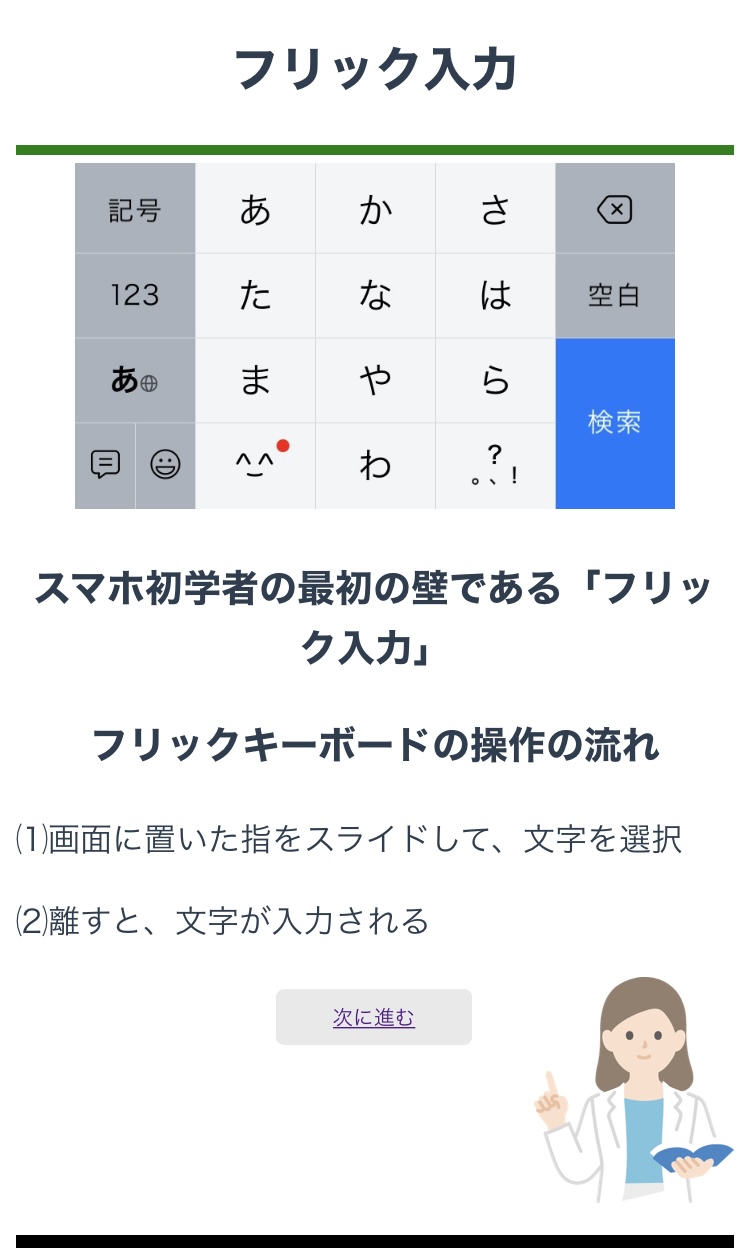 フリック入力
記号 あ か さ
123 た な は 空白
あ ま や ら 検索
^_^ わ 。、?!
スマホ初学者の最初の壁である「フリッ
ク入力」
フリックキーボードの操作の流れ
⑴画面に置いた指をスライドして、文字を選択
⑵離すと、文字が入力される
次に進む